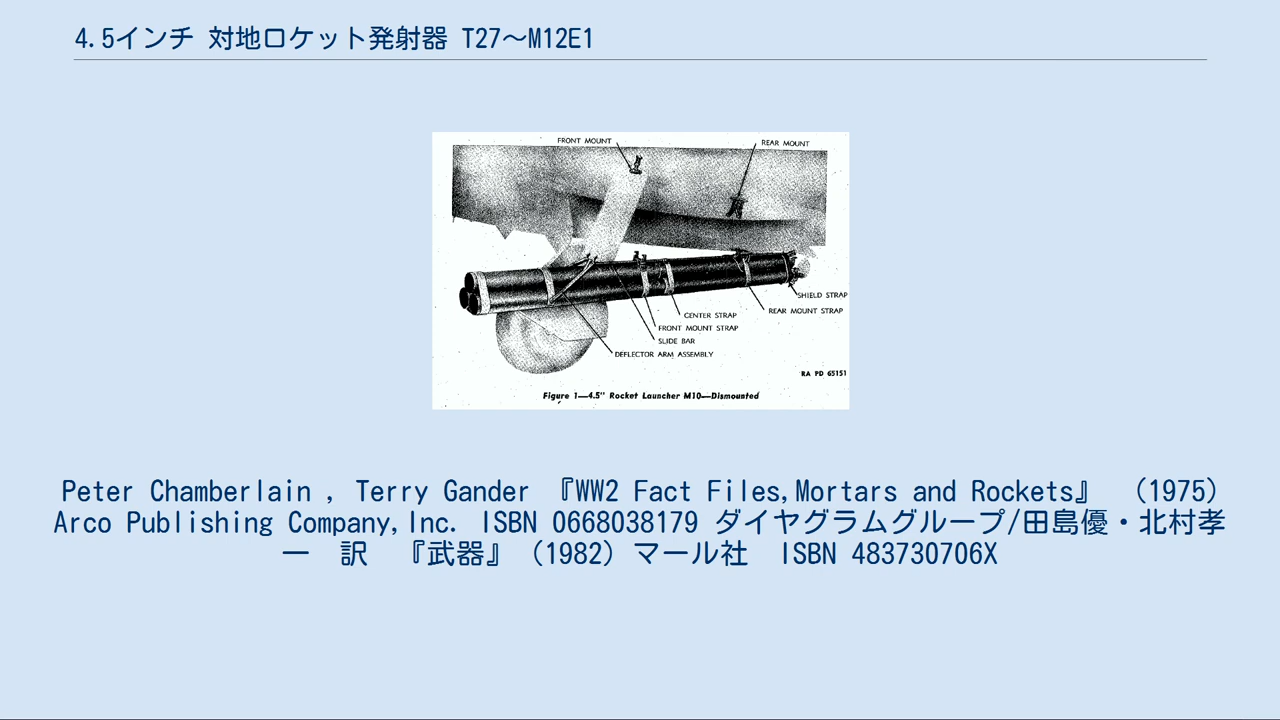 4.5インチ 対地ロケット発射器 T27～M12E1
FRONT MOUNT
REAR MOUNT
SHIELD STRAP
REAR MOUNT STRAP
CENTER STRAP
FRONT MOUNT STRAP
SLIDE BAR
DEFLECTOR ARM ASSEMBLY
RA PD 65151
Figure 1—4.5" Rocket Launcher M10—Dismounted
Peter Chamberlain , Terry Gander 『WW2 Fact Files,Mortars and Rockets』 （1975）
Arco Publishing Company,Inc. ISBN 0668038179 ダイヤグラムグループ/田島優・北村孝
一　訳　『武器』（1982）マール社　ISBN 483730706X